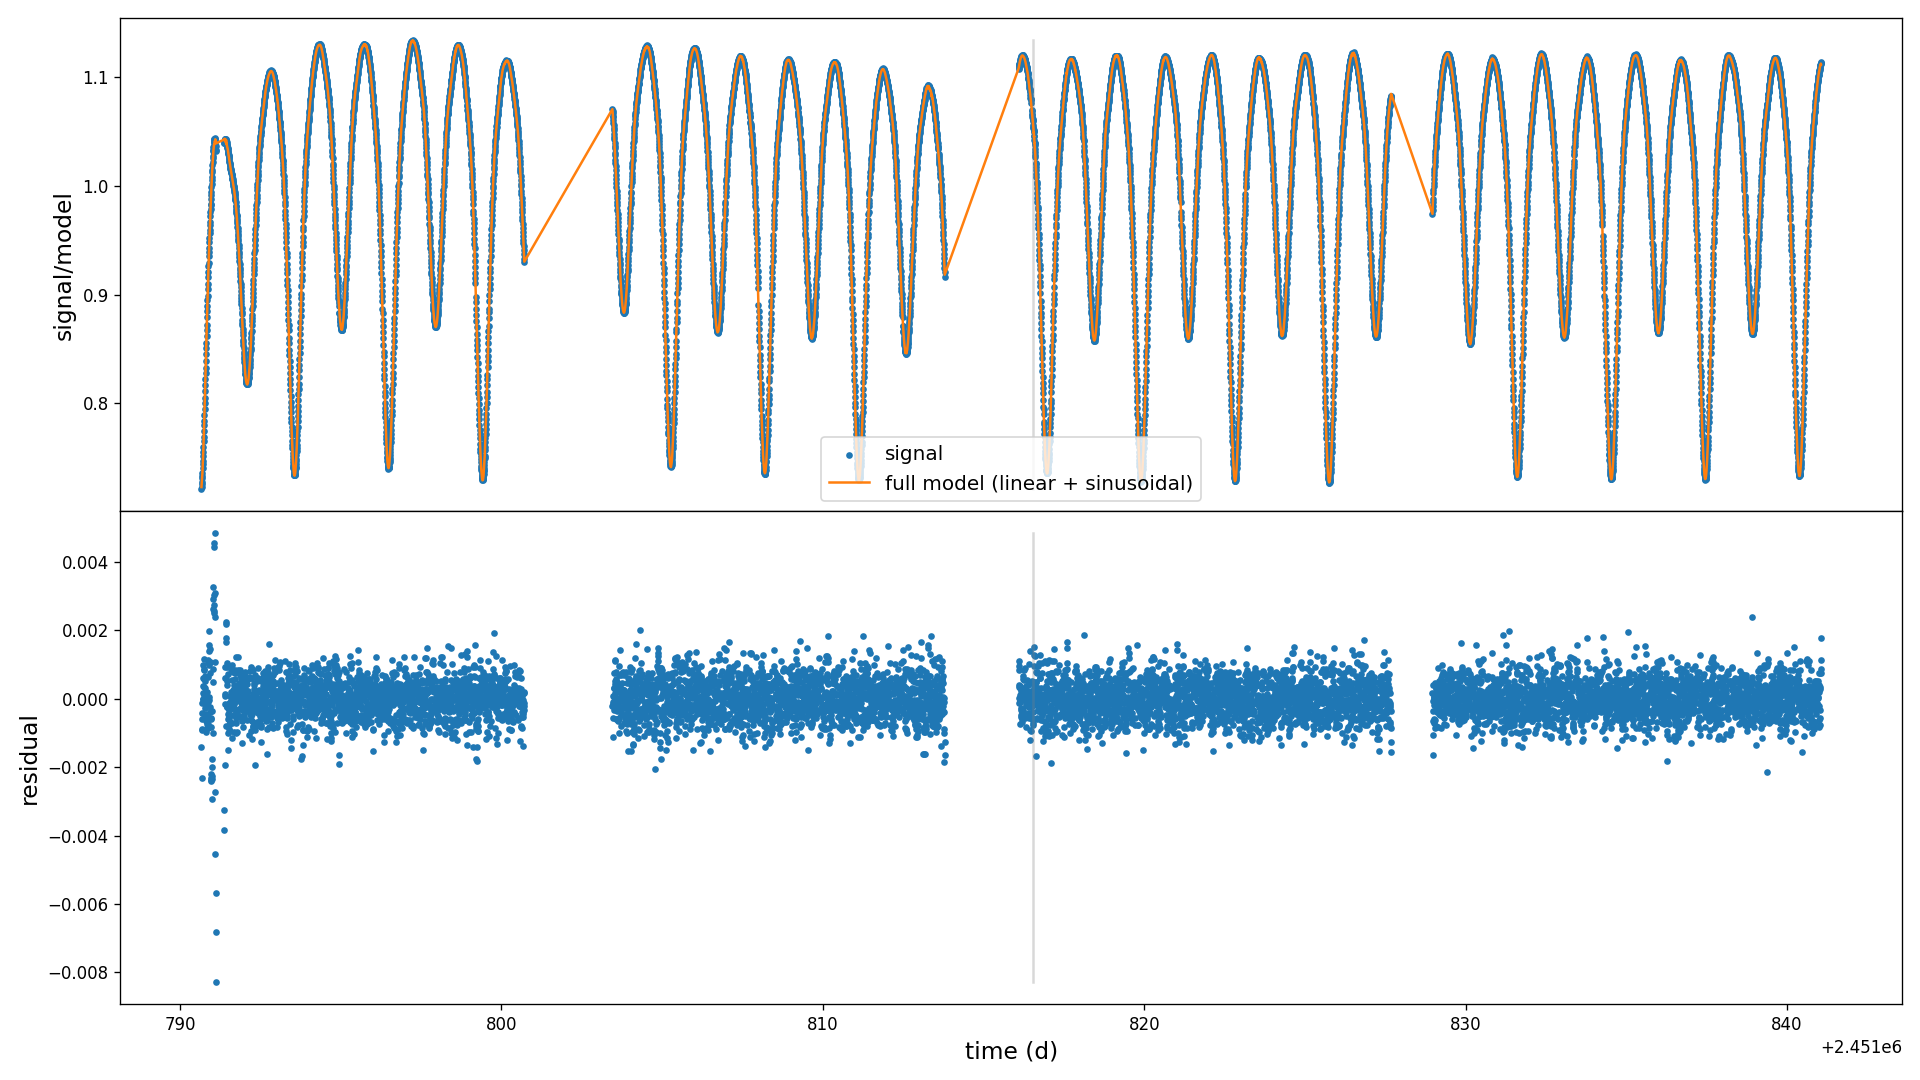 signal/model
1.1
1.0
0.9
0.8
signal
full model (linear + sinusoidal)
residual
0.004
0.002
0.000
−0.002
−0.004
−0.006
−0.008
790 800 810 820 830 840
time (d)
+2.451e6